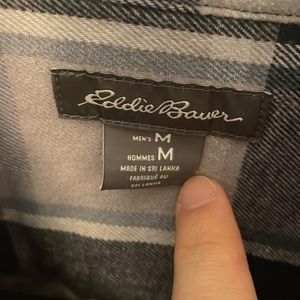 Eddie Bauer
MEN'S M
HOMMES M
MADE IN SRI LANKA
FABRIQUÉ AU
SRI LANKA